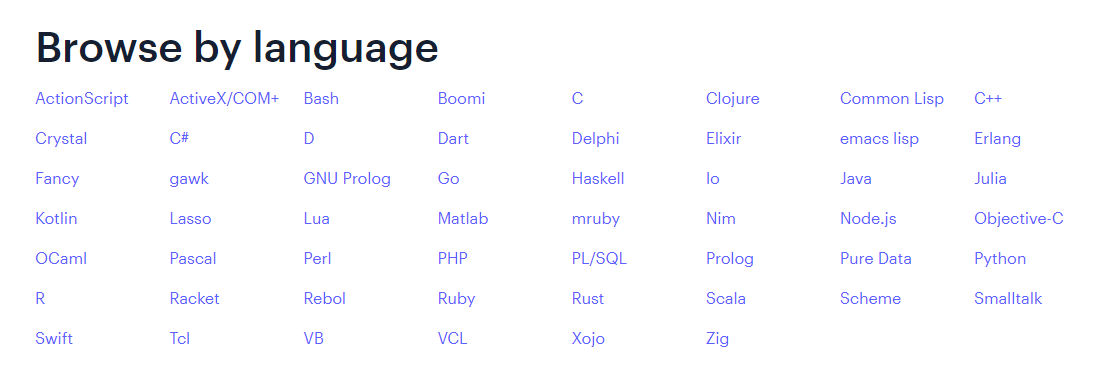 Browse by language
ActionScript ActiveX/COM+ Bash Boomi C Clojure Common Lisp C++
Crystal C# D Dart Delphi Elixir emacs lisp Erlang
Fancy gawk GNU Prolog Go Haskell Io Java Julia
Kotlin Lasso Lua Matlab mruby Nim Node.js Objective-C
OCaml Pascal Perl PHP PL/SQL Prolog Pure Data Python
R Racket Rebol Ruby Rust Scala Scheme Smalltalk
Swift Tcl VB VCL Xojo Zig